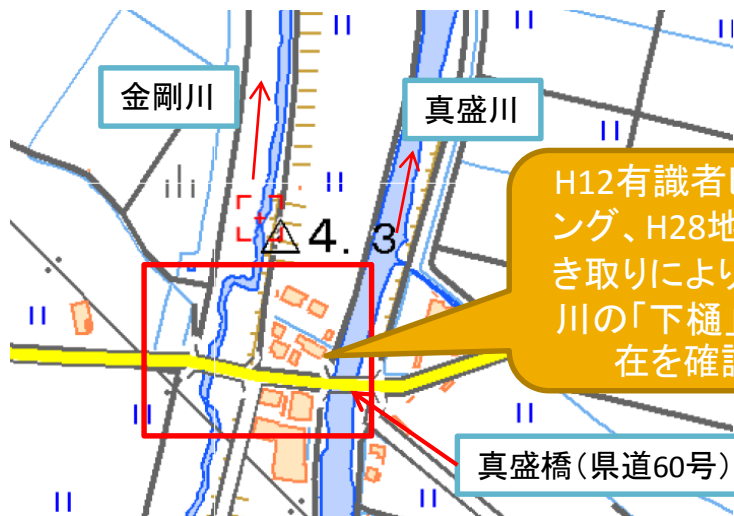 金剛川
真盛川
H12有識者
ング、H28地
き取りにより
川の「下樋」
在を確認
4.3
真盛橋(県道60号)